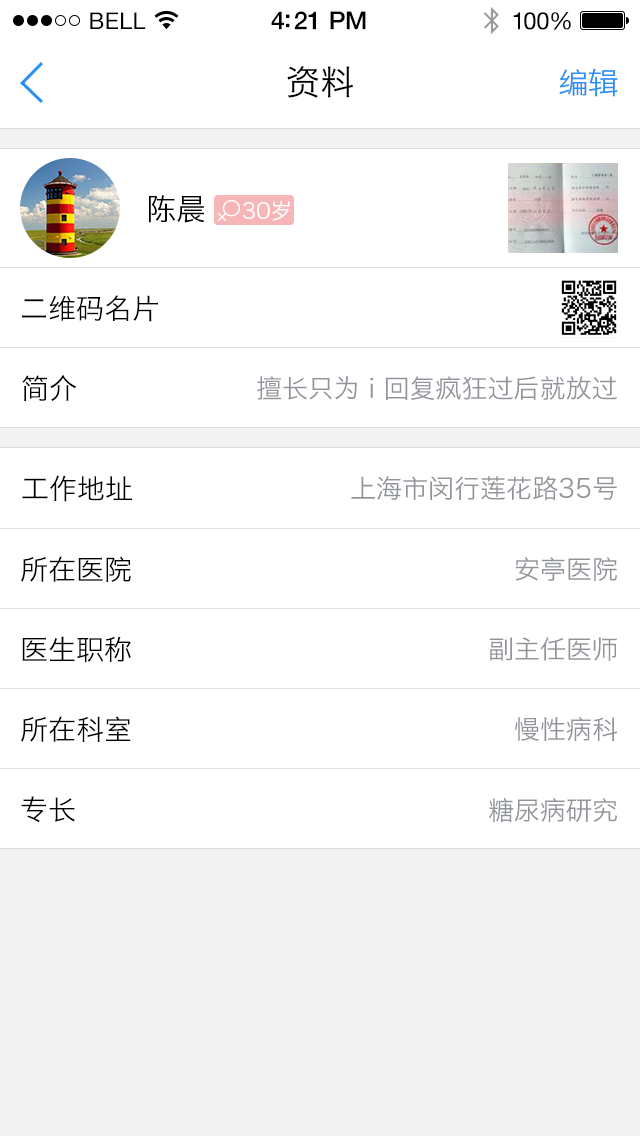 BELL 4:21 PM 100%
资料 编辑
陈晨 30岁
二维码名片
简介 擅长只为 i 回复疯狂过后就放过
工作地址 上海市闵行莲花路35号
所在医院 安亭医院
医生职称 副主任医师
所在科室 慢性病科
专长 糖尿病研究